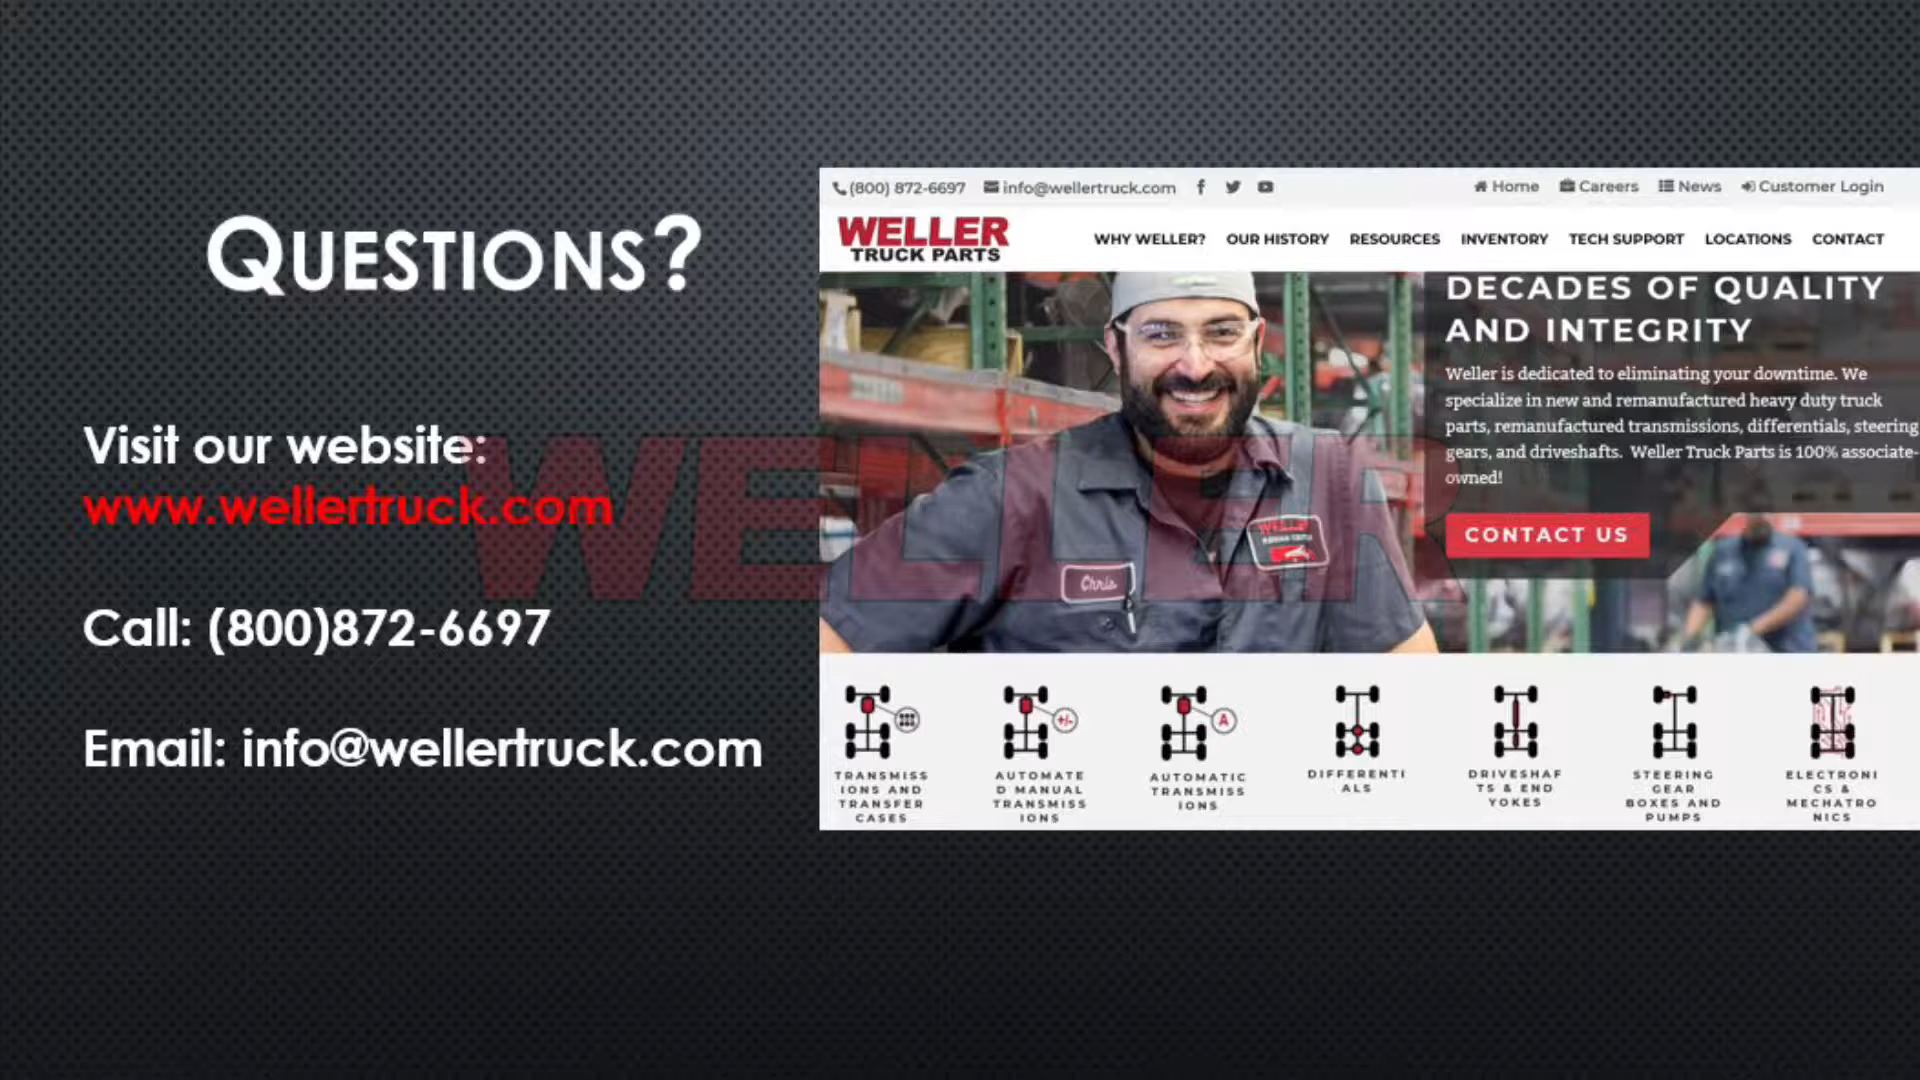 QUESTIONS?
Visit our website:
www.wellertruck.com
Call: (800)872-6697
Email: info@wellertruck.com
(800) 872-6697 info@wellertruck.com
Home Careers News Customer Login
WELLER
TRUCK PARTS
WHY WELLER? OUR HISTORY RESOURCES INVENTORY TECH SUPPORT LOCATIONS CONTACT
DECADES OF QUALITY
AND INTEGRITY
Weller is dedicated to eliminating your downtime. We
specialize in new and remanufactured heavy duty truck
parts, remanufactured transmissions, differentials, steering
gears, and driveshafts. Weller Truck Parts is 100% associate-
owned!
CONTACT US
WELLER
Chris
WELLER
+/-
A
TRANSMISS
IONS AND
TRANSFER
CASES
AUTOMATE
D MANUAL
TRANSMISS
IONS
AUTOMATIC
TRANSMISS
IONS
DIFFERENTI
ALS
DRIVESHAF
TS & END
YOKES
STEERING
GEAR
BOXES AND
PUMPS
ELECTRONI
CS &
MECHATRO
NICS